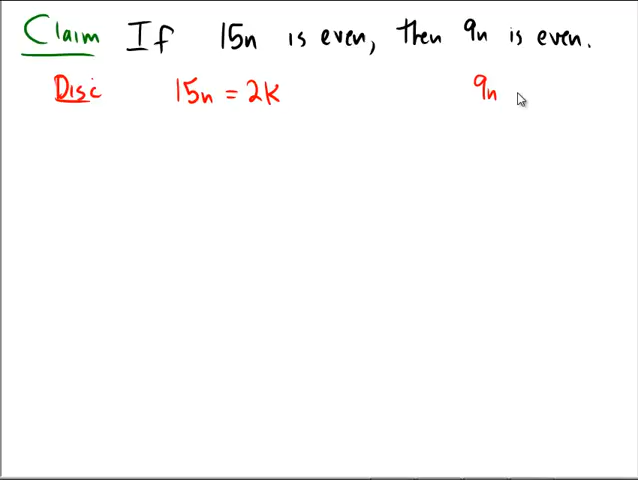 Claim If 15n is even, then 9n is even.
Disc 15n = 2k 9n